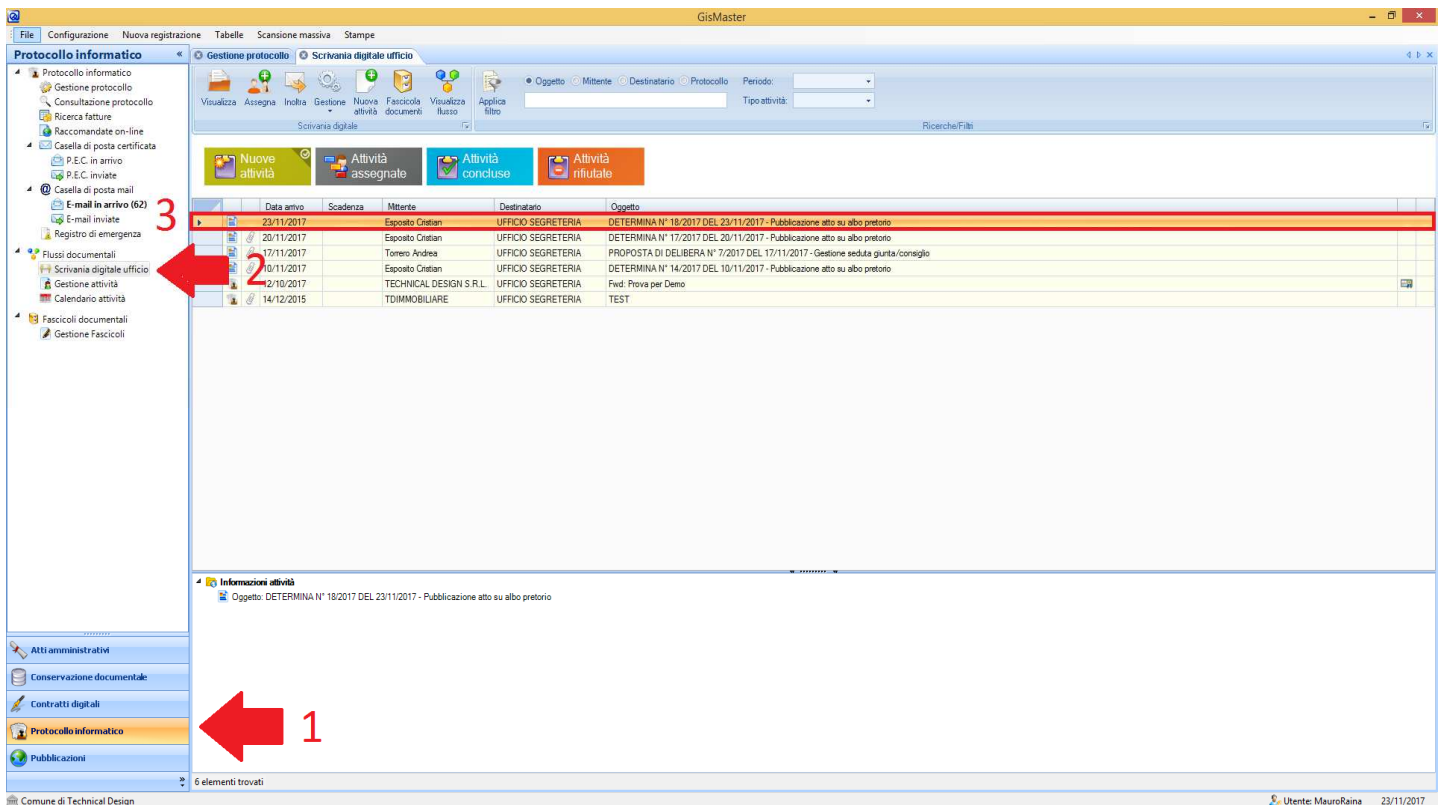 GisMaster
File Configurazione Nuova registrazione Tabelle Scansione massiva Stampe
Protocollo informatico «
Protocollo informatico
Gestione protocollo
Consultazione protocollo
Ricerca fatture
Raccomandate on-line
Casella di posta certificata
P.E.C. in arrivo
P.E.C. inviate
Casella di posta mail
E-mail in arrivo (62)
E-mail inviate
Registro di emergenza
Flussi documentali
Scrivania digitale ufficio
Gestione attività
Calendario attività
Fascicoli documentali
Gestione Fascicoli
Atti amministrativi
Conservazione documentale
Contratti digitali
Protocollo informatico
Pubblicazioni
»
Gestione protocollo Scrivania digitale ufficio
Visualizza Assegna Inoltra Gestione Nuova attività Fascicola documenti Visualizza flusso Applica filtro
Oggetto Mittente Destinatario Protocollo Periodo:
Tipo attività:
Scrivania digitale Ricerche/Filtri
Nuove attività
Attività assegnate
Attività concluse
Attività rifiutate
Data arrivo Scadenza Mittente Destinatario Oggetto
23/11/2017 Esposito Cristian UFFICIO SEGRETERIA DETERMINA N° 18/2017 DEL 23/11/2017 - Pubblicazione atto su albo pretorio
20/11/2017 Esposito Cristian UFFICIO SEGRETERIA DETERMINA N° 17/2017 DEL 20/11/2017 - Pubblicazione atto su albo pretorio
17/11/2017 Torrero Andrea UFFICIO SEGRETERIA PROPOSTA DI DELIBERA N° 7/2017 DEL 17/11/2017 - Gestione seduta giunta/consiglio
10/11/2017 Esposito Cristian UFFICIO SEGRETERIA DETERMINA N° 14/2017 DEL 10/11/2017 - Pubblicazione atto su albo pretorio
12/10/2017 TECHNICAL DESIGN S.R.L. UFFICIO SEGRETERIA Fwd: Prova per Demo
14/12/2015 TDIMMOBILIARE UFFICIO SEGRETERIA TEST
3
2
1
Informazioni attività
Oggetto: DETERMINA N° 18/2017 DEL 23/11/2017 - Pubblicazione atto su albo pretorio
6 elementi trovati
Comune di Technical Design Utente: MauroRaina 23/11/2017